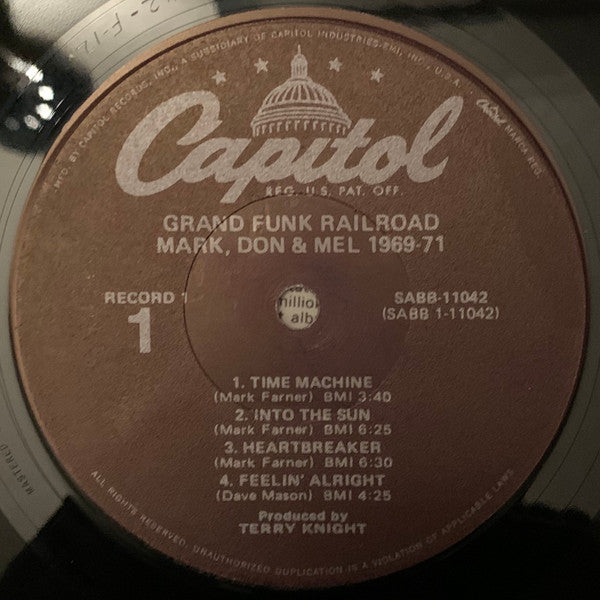 MFD. BY CAPITOL RECORDS, INC., A SUBSIDIARY OF CAPITOL INDUSTRIES-EMI, INC., U.S.A.
Capitol MARCA REG.
Capitol
REG. U.S. PAT. OFF.
GRAND FUNK RAILROAD
MARK, DON & MEL 1969-71
RECORD 1
1
SABB-11042
(SABB 1-11042)
1. TIME MACHINE
(Mark Farner) BMI 3:40
2. INTO THE SUN
(Mark Farner) BMI 6:25
3. HEARTBREAKER
(Mark Farner) BMI 6:30
4. FEELIN' ALRIGHT
(Dave Mason) BMI 4:25
Produced by
TERRY KNIGHT
ALL RIGHTS RESERVED. UNAUTHORIZED DUPLICATION IS A VIOLATION OF APPLICABLE LAWS.
MASTERED